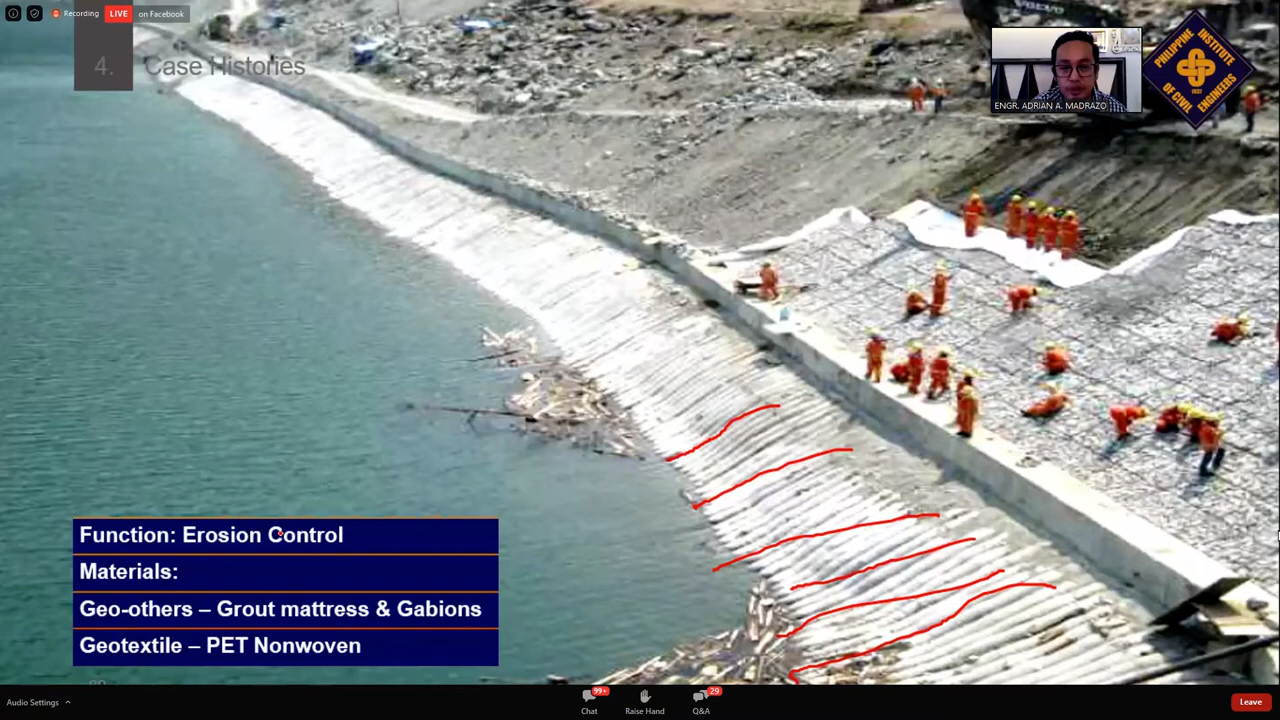 Recording
LIVE
on Facebook
4.
Case Histories
VOLVO
ENGR. ADRIAN A. MADRAZO
PHILIPPINE INSTITUTE
OF CIVIL ENGINEERS
Function: Erosion Control
Materials:
Geo-others – Grout mattress & Gabions
Geotextile – PET Nonwoven
Audio Settings
99+
29
Chat
Raise Hand
Q&A
Leave